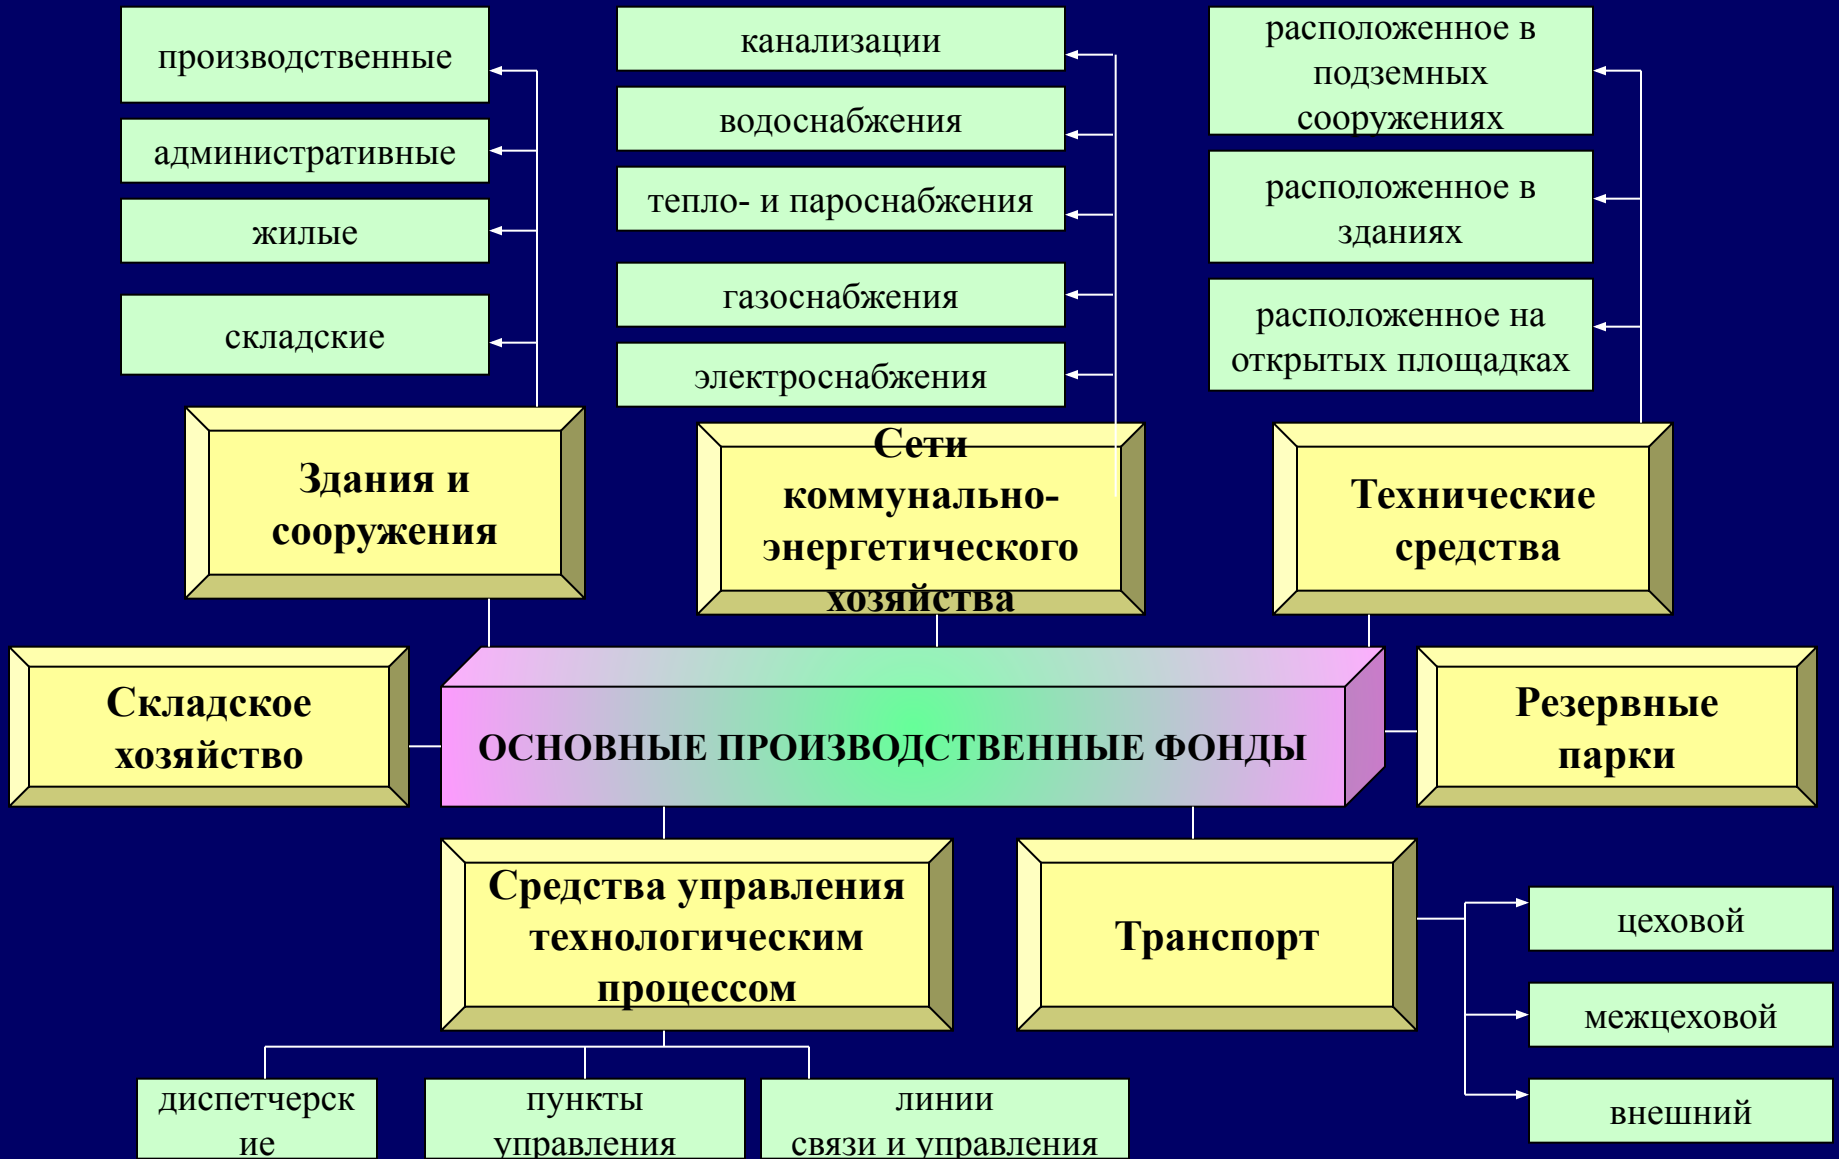 производственные
административные
жилые
складские
канализации
водоснабжения
тепло- и пароснабжения
газоснабжения
электроснабжения
расположенное в
подземных
сооружениях
расположенное в
зданиях
расположенное на
открытых площадках
Здания и
сооружения
Сети
коммунально-
энергетического
хозяйства
Технические
средства
Складское
хозяйство
ОСНОВНЫЕ ПРОИЗВОДСТВЕННЫЕ ФОНДЫ
Резервные
парки
Средства управления
технологическим
процессом
Транспорт
цеховой
межцеховой
внешний
диспетчерск
ие
пункты
управления
линии
связи и управления